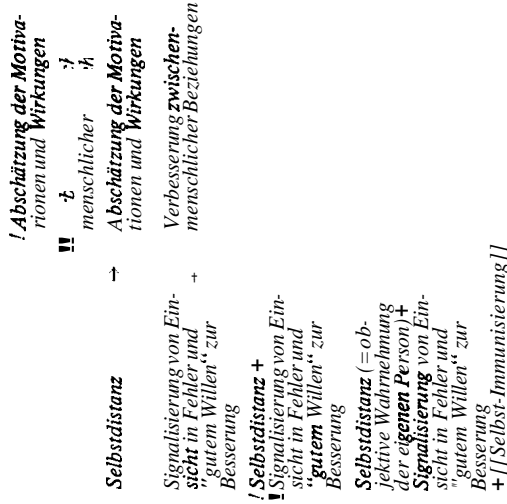 ! Abschätzung der Motiva-
rionen und Wirkungen
!!
menschlicher
Selbstdistanz → Abschätzung der Motiva-
tionen und Wirkungen
Signalisierung von Ein- → Verbesserung zwischen-
sicht in Fehler und menschlicher Beziehungen
"gutem Willen“ zur
Besserung
! Selbstdistanz +
!! Signalisierung von Ein-
sicht in Fehler und
“gutem Willen“ zur
Besserung
Selbstdistanz (=ob-
jektive Wahrnehmung
der eigenen Person) +
Signalisierung von Ein-
sicht in Fehler und
"gutem Willen“ zur
Besserung
+ [[Selbst-Immunisierung]]